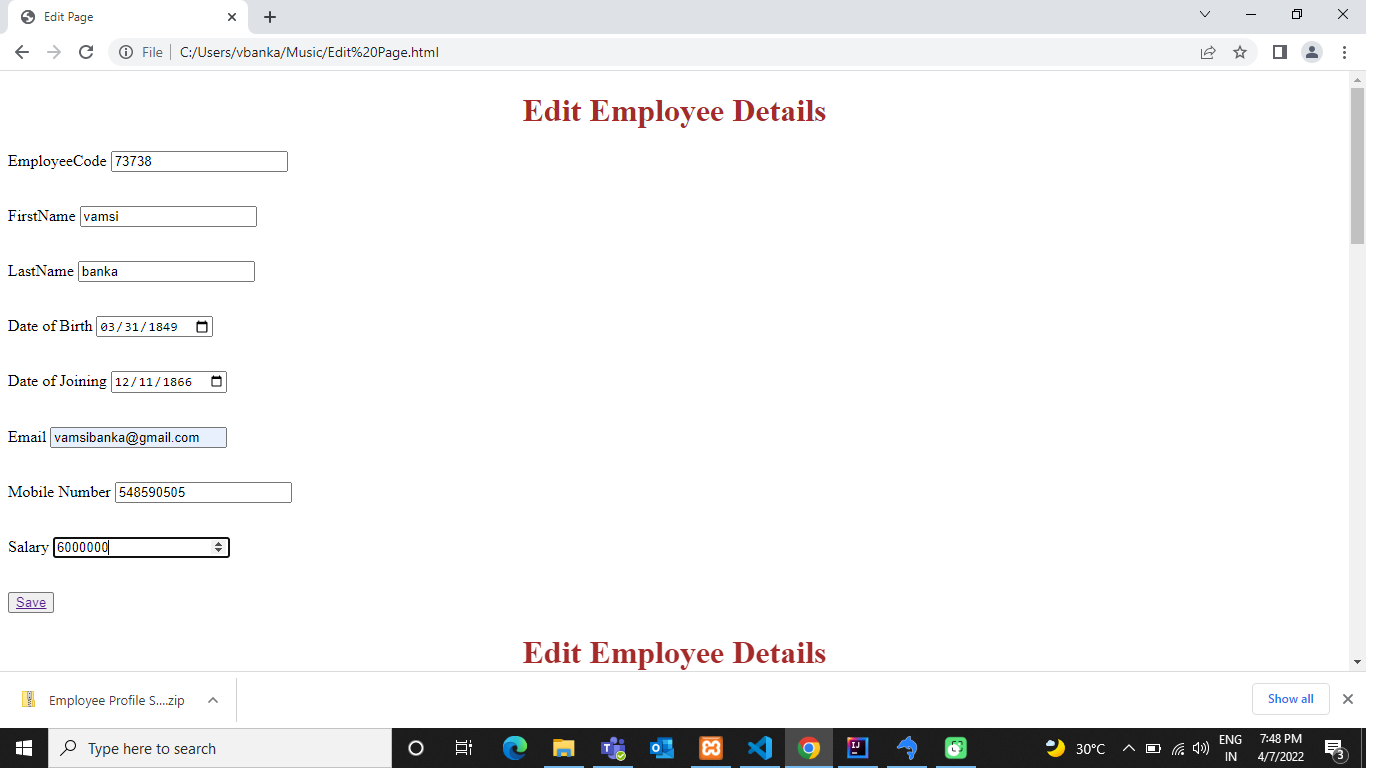 Edit Page
File C:/Users/vbanka/Music/Edit%20Page.html
Edit Employee Details
EmployeeCode 73738
FirstName vamsi
LastName banka
Date of Birth 03/31/1849
Date of Joining 12/11/1866
Email vamsibanka@gmail.com
Mobile Number 548590505
Salary 6000000
Save
Edit Employee Details
Employee Profile S....zip
Show all
Type here to search
30°C
ENG
IN
7:48 PM
4/7/2022
3